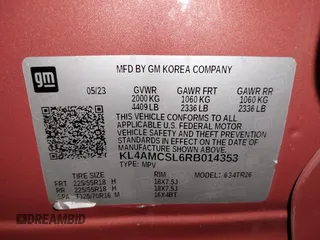 gm
MFD BY GM KOREA COMPANY
05/23 GVWR GAWR FRT GAWR RR
2000 KG 1060 KG 1060 KG
4409 LB 2336 LB 2336 LB
THIS VEHICLE CONFORMS TO ALL
APPLICABLE U.S. FEDERAL MOTOR
VEHICLE SAFETY, BUMPER, AND
THEFT PREVENTION STANDARDS IN
EFFECT ON THE DATE OF
MANUFACTURE SHOWN ABOVE.
KL4AMCSL6RB014353
TYPE: MPV
TIRE SIZE RIM MODEL:
FRT 225/55R18 H 18X7.5J
RR 225/55R18 H 18X7.5J
SPA M 16X4BT
DREAMBID